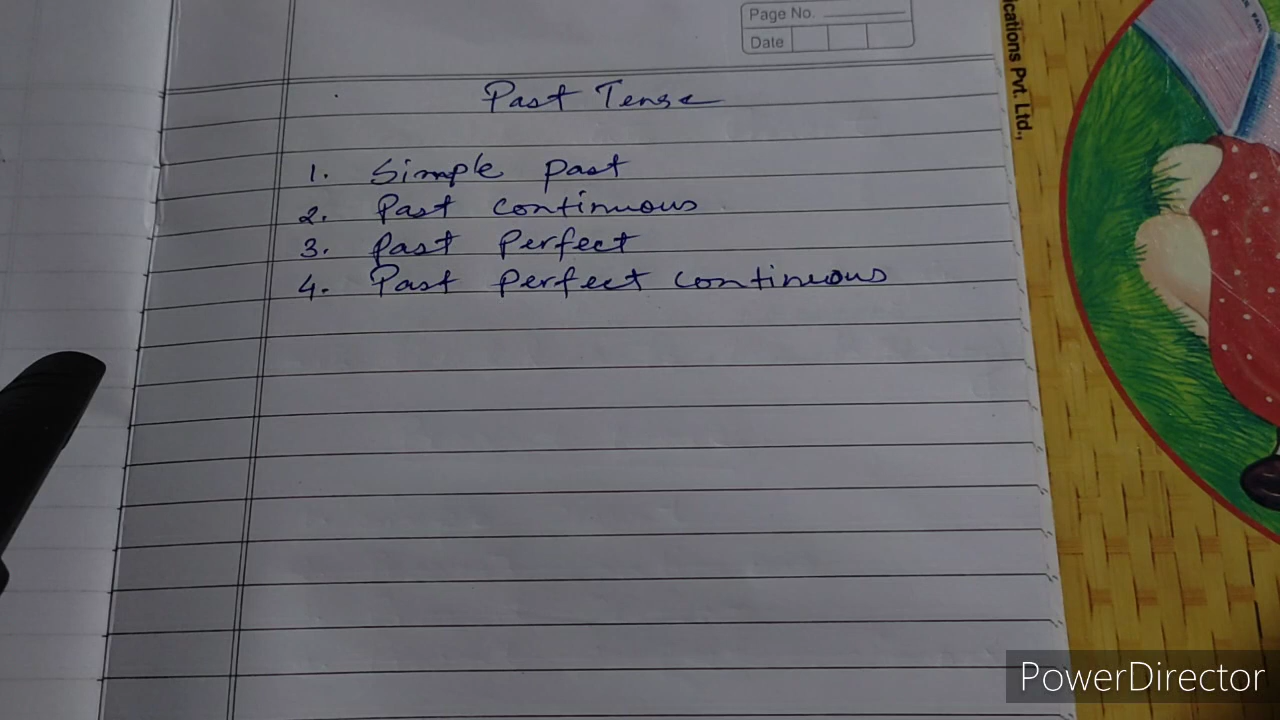 Page No.
Date
Past Tense
1. Simple past
2. Past continuous
3. Past Perfect
4. Past Perfect continuous
ications Pvt. Ltd.,
PowerDirector